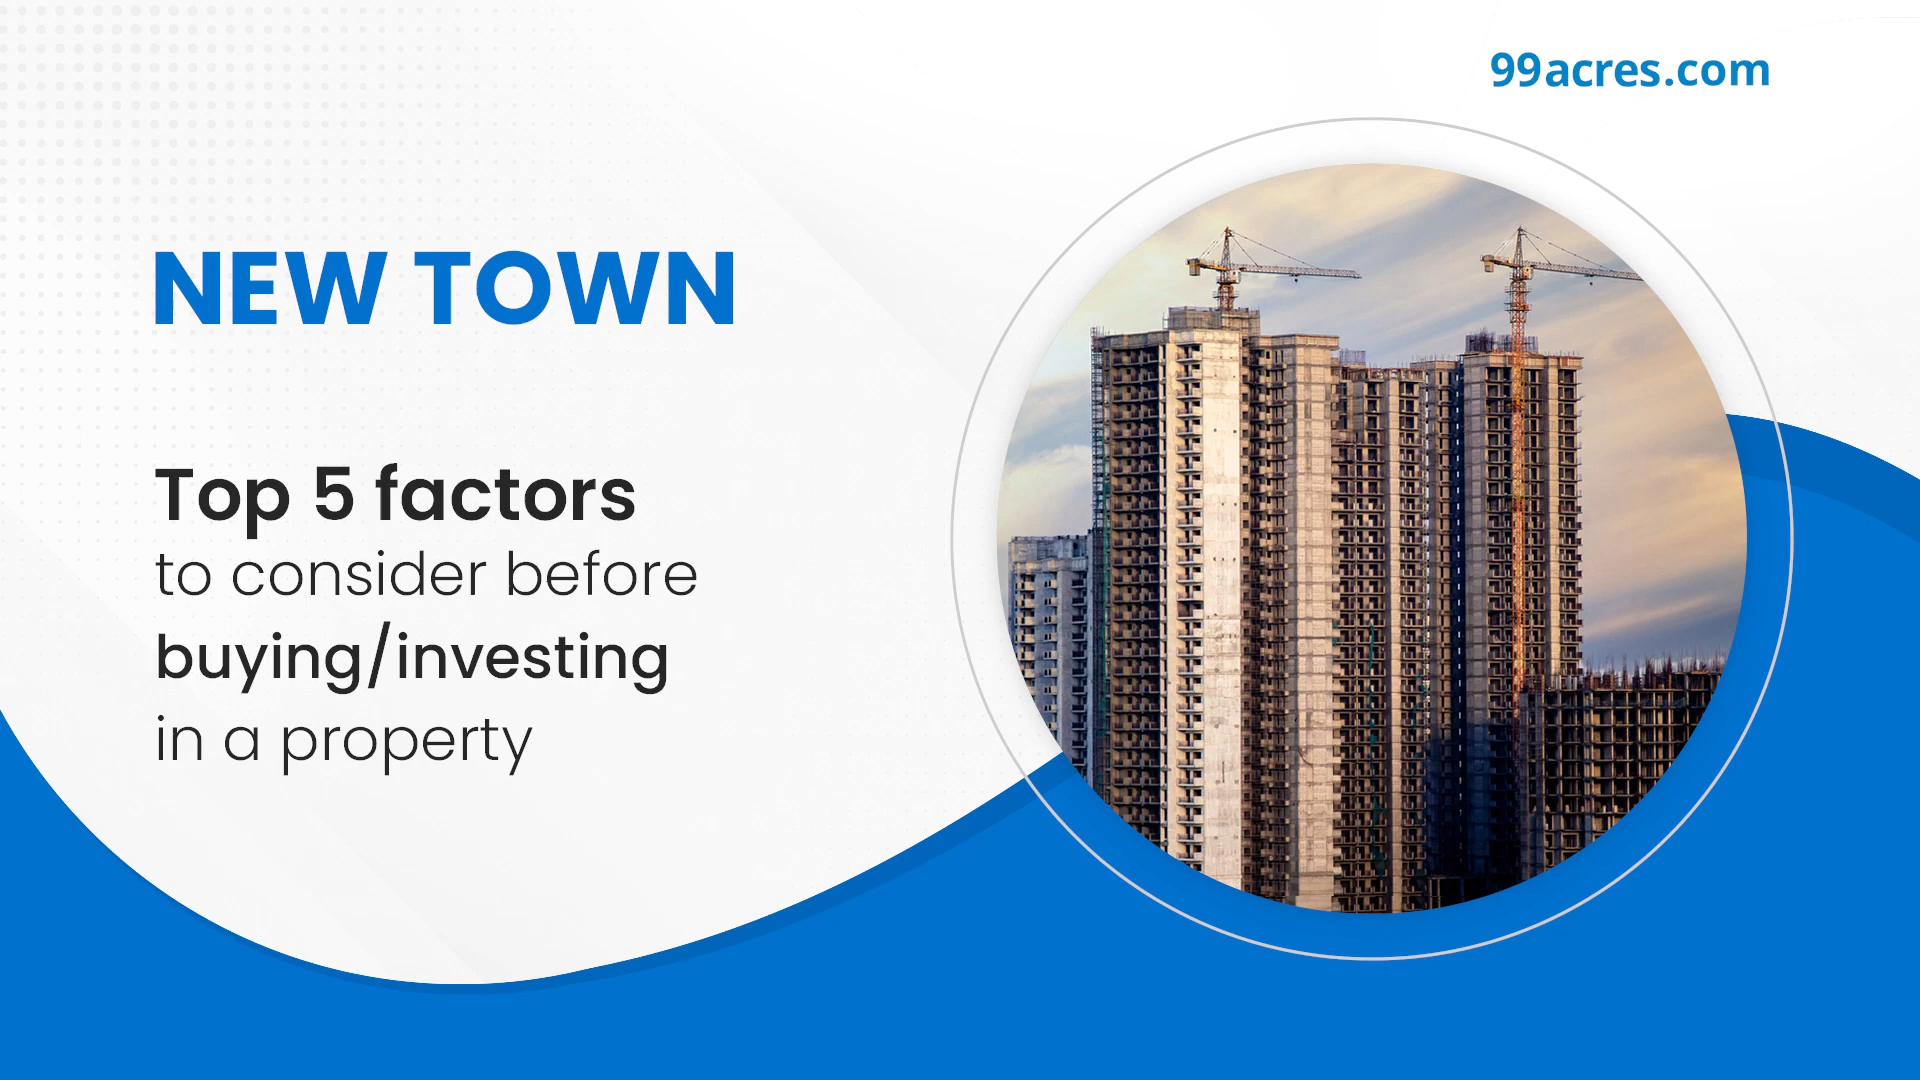 99acres.com
NEW TOWN
Top 5 factors
to consider before
buying/investing
in a property